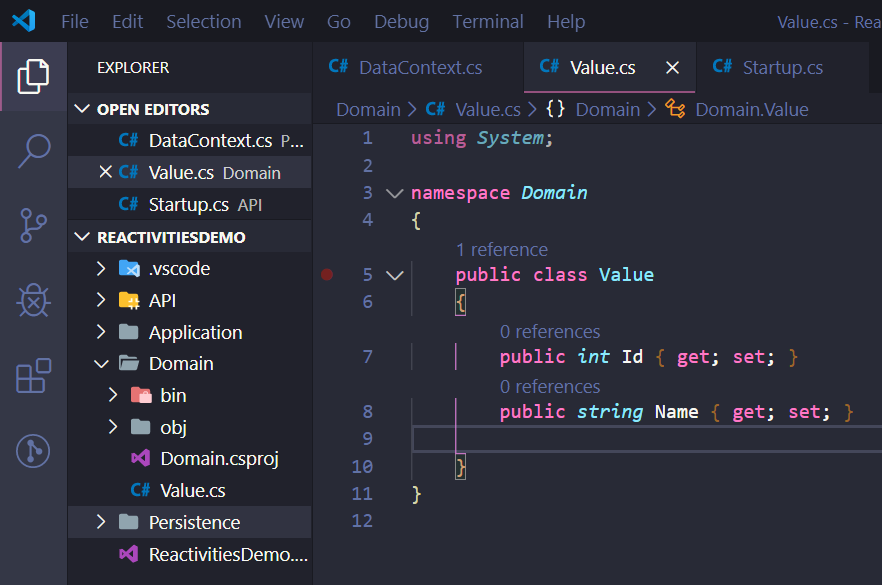 File Edit Selection View Go Debug Terminal Help Value.cs - Rea
EXPLORER
OPEN EDITORS
C# DataContext.cs P...
C# Value.cs Domain
C# Startup.cs API
REACTIVITIESDEMO
.vscode
API
Application
Domain
bin
obj
Domain.csproj
C# Value.cs
Persistence
ReactivitiesDemo....
C# DataContext.cs C# Value.cs C# Startup.cs
Domain > C# Value.cs > {} Domain > Domain.Value
1 using System;
2
3 namespace Domain
4 {
1 reference
5 public class Value
6 {
0 references
7 public int Id { get; set; }
0 references
8 public string Name { get; set; }
9
10 }
11 }
12